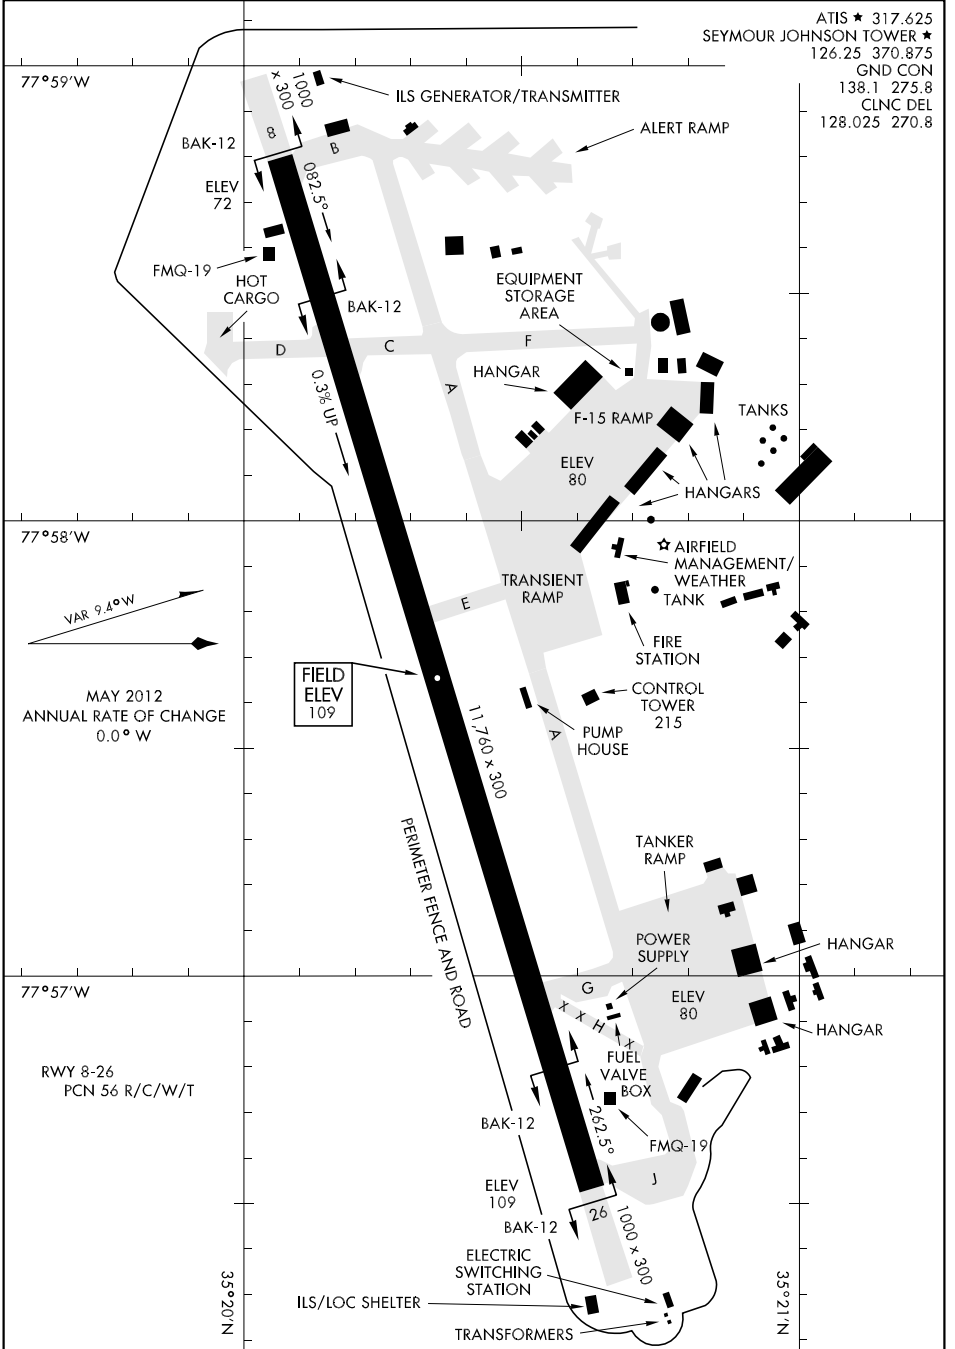 ATIS ★ 317.625
SEYMOUR JOHNSON TOWER ★
126.25 370.875
GND CON
138.1 275.8
CLNC DEL
128.025 270.8
77°59'W
1000
x 300
ILS GENERATOR/TRANSMITTER
ALERT RAMP
BAK-12
8
B
ELEV
72
082.5°
FMQ-19
HOT
CARGO
BAK-12
EQUIPMENT
STORAGE
AREA
D
C
F
HANGAR
A
0.3% UP
F-15 RAMP
TANKS
ELEV
80
HANGARS
77°58'W
AIRFIELD
MANAGEMENT/
WEATHER
TRANSIENT
RAMP
TANK
E
VAR 9.4°W
FIRE
STATION
FIELD
ELEV
109
MAY 2012
ANNUAL RATE OF CHANGE
0.0° W
CONTROL
TOWER
215
PUMP
HOUSE
A
11,760 x 300
PERIMETER FENCE AND ROAD
TANKER
RAMP
POWER
SUPPLY
HANGAR
77°57'W
G
ELEV
80
X X H X
HANGAR
FUEL
VALVE
BOX
RWY 8-26
PCN 56 R/C/W/T
BAK-12
262.5°
FMQ-19
J
ELEV
109
26
BAK-12
1000 x 300
ELECTRIC
SWITCHING
STATION
35°20'N
35°21'N
ILS/LOC SHELTER
TRANSFORMERS